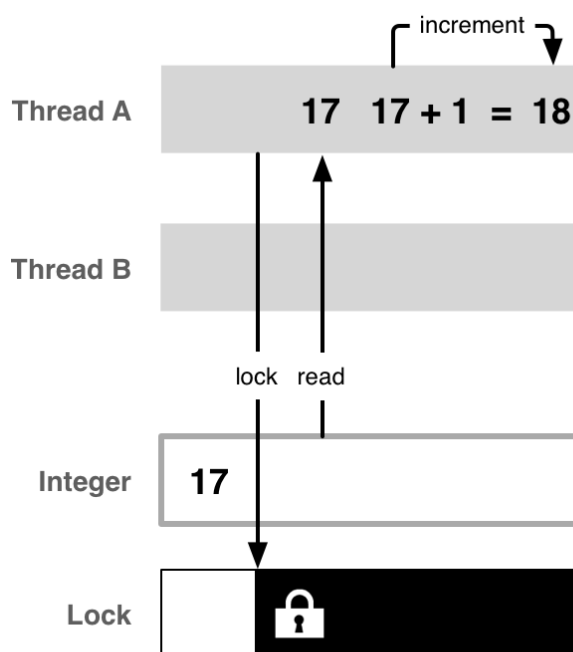 increment
Thread A 17 17 + 1 = 18
Thread B
lock read
Integer 17
Lock